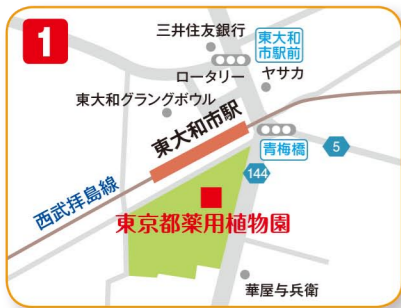 1
三井住友銀行
東大和
市駅前
ロータリー
ヤサカ
東大和グランドボウル
東大和市駅
青梅橋
5
144
西武拝島線
東京都薬用植物園
華屋与兵衛